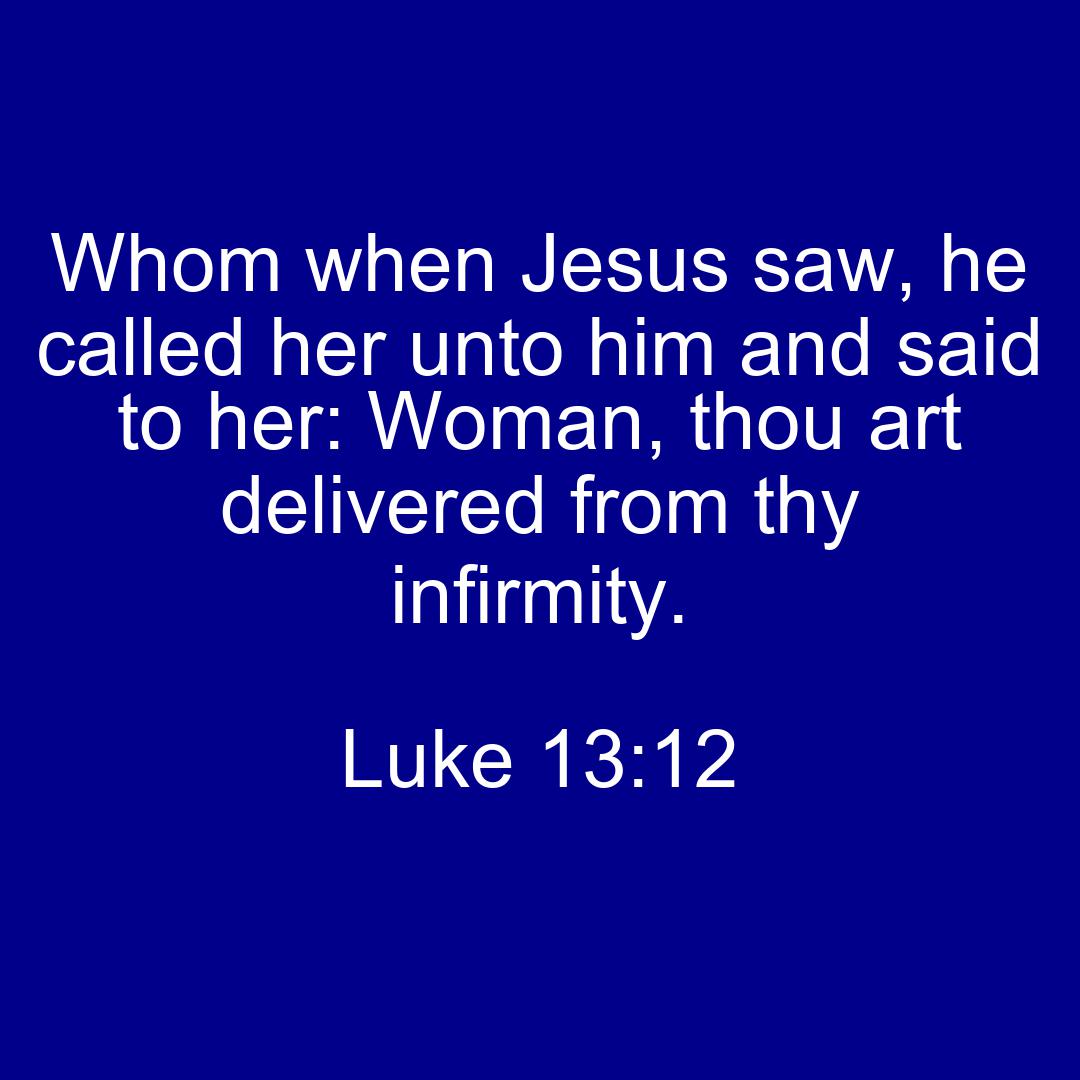 Whom when Jesus saw, he
called her unto him and said
to her: Woman, thou art
delivered from thy
infirmity.
Luke 13:12